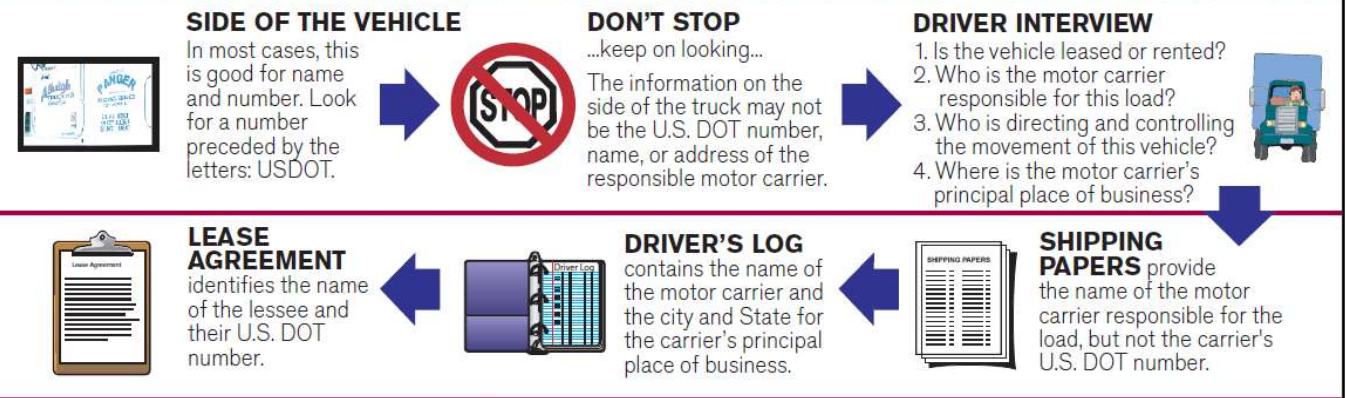 SIDE OF THE VEHICLE
In most cases, this
is good for name
and number. Look
for a number
preceded by the
letters: USDOT.
STOP
DON'T STOP
...keep on looking...
The information on the
side of the truck may not
be the U.S. DOT number,
name, or address of the
responsible motor carrier.
DRIVER INTERVIEW
1. Is the vehicle leased or rented?
2. Who is the motor carrier
responsible for this load?
3. Who is directing and controlling
the movement of this vehicle?
4. Where is the motor carrier's
principal place of business?
SHIPPING PAPERS
SHIPPING
PAPERS provide
the name of the motor
carrier responsible for the
load, but not the carrier's
U.S. DOT number.
Driver Log
DRIVER'S LOG
contains the name of
the motor carrier and
the city and State for
the carrier's principal
place of business.
Lease Agreement
LEASE
AGREEMENT
identifies the name
of the lessee and
their U.S. DOT
number.